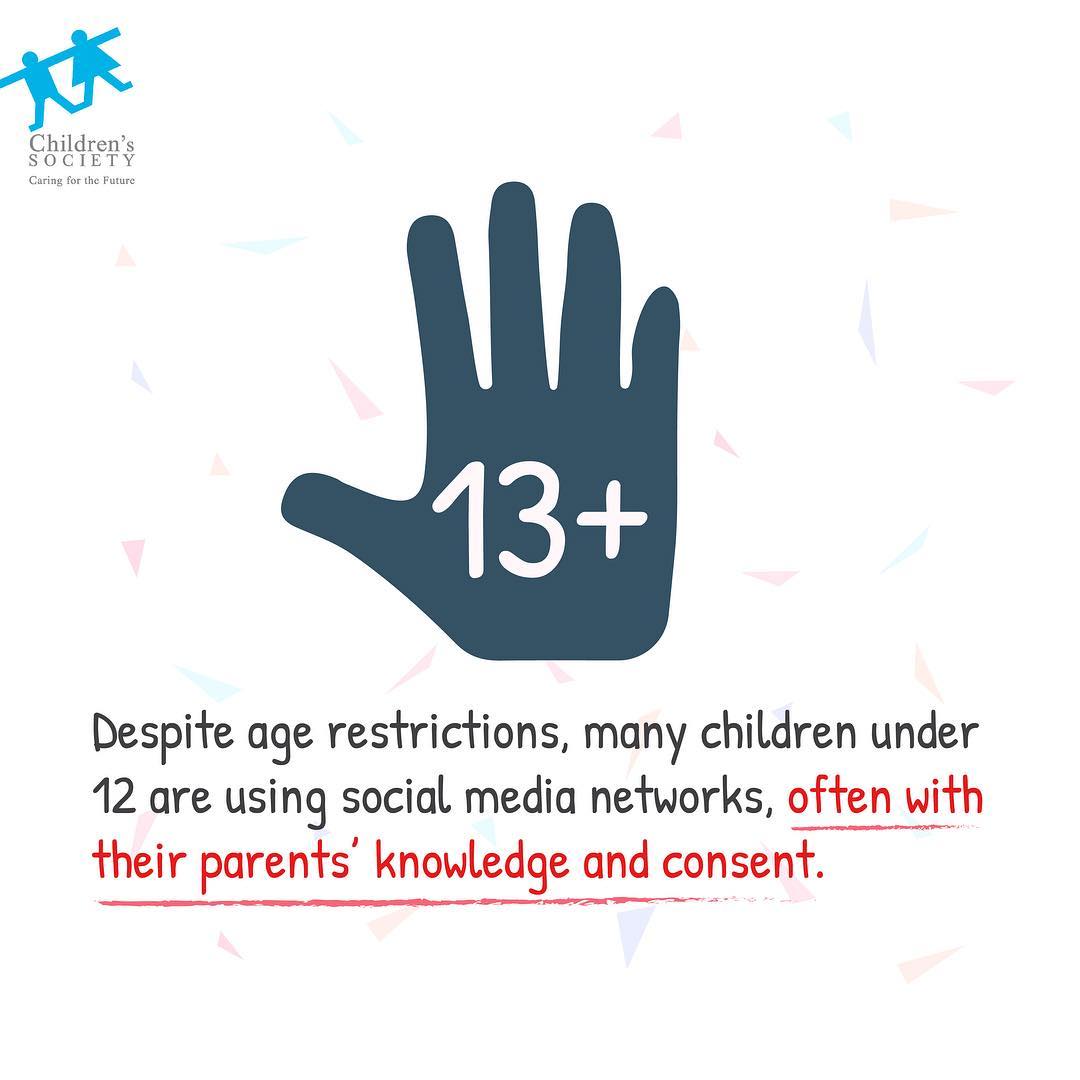 Children's
SOCIETY
Caring for the Future
13+
Despite age restrictions, many children under
12 are using social media networks, often with
their parents' knowledge and consent.